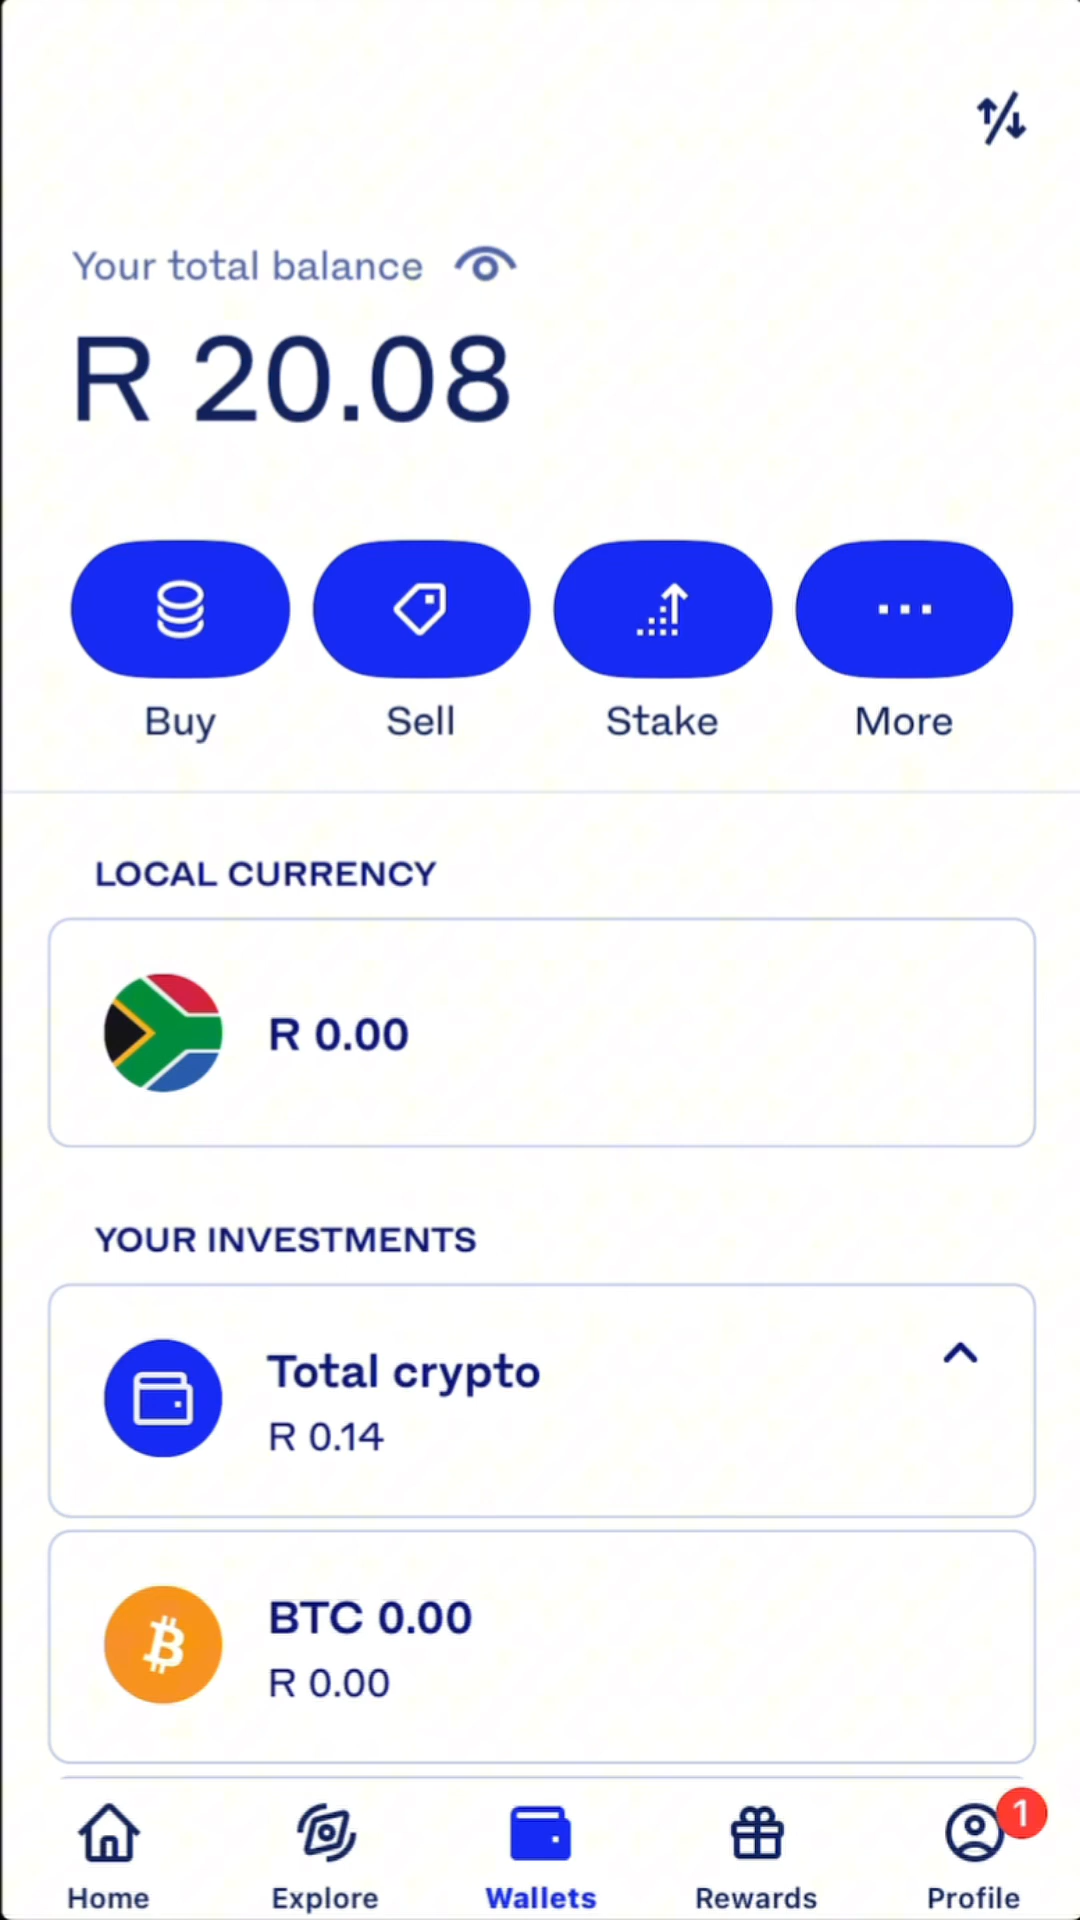 Your total balance
R 20.08
Buy Sell Stake More
LOCAL CURRENCY
R 0.00
YOUR INVESTMENTS
Total crypto
R 0.14
BTC 0.00
R 0.00
1
Home Explore Wallets Rewards Profile